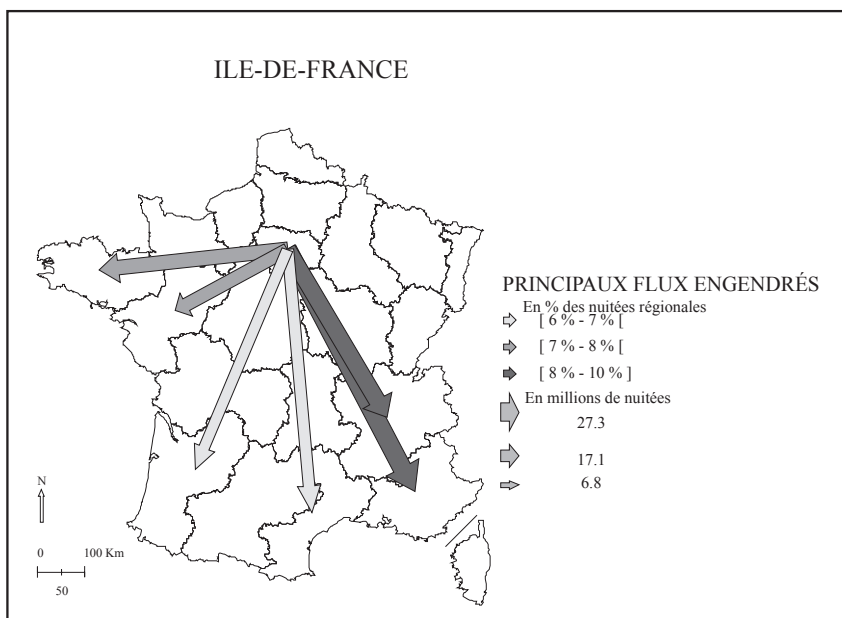 ILE-DE-FRANCE
PRINCIPAUX FLUX ENGENDRÉS
En % des nuitées régionales
[ 6 % - 7 % [
[ 7 % - 8 % [
[ 8 % - 10 % ]
En millions de nuitées
27.3
17.1
6.8
N
0 100 Km
50